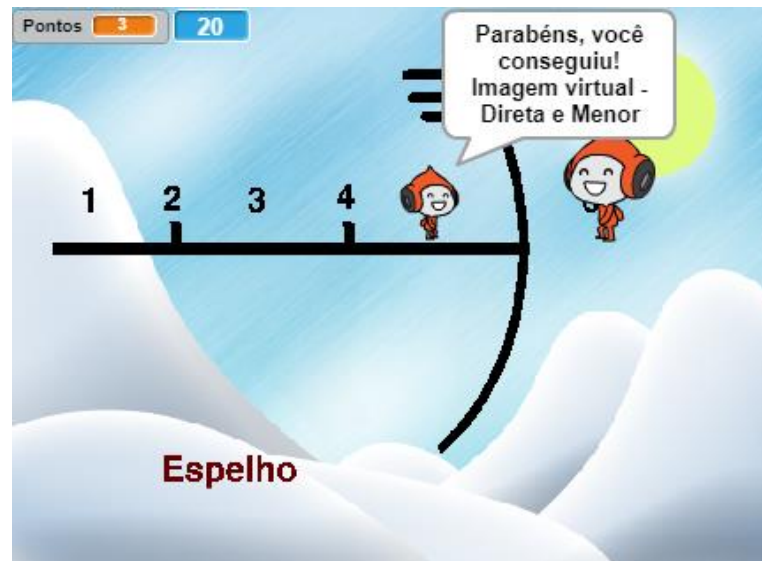 Pontos 3 20
Parabéns, você
conseguiu!
Imagem virtual -
Direta e Menor
1 2 3 4
Espelho